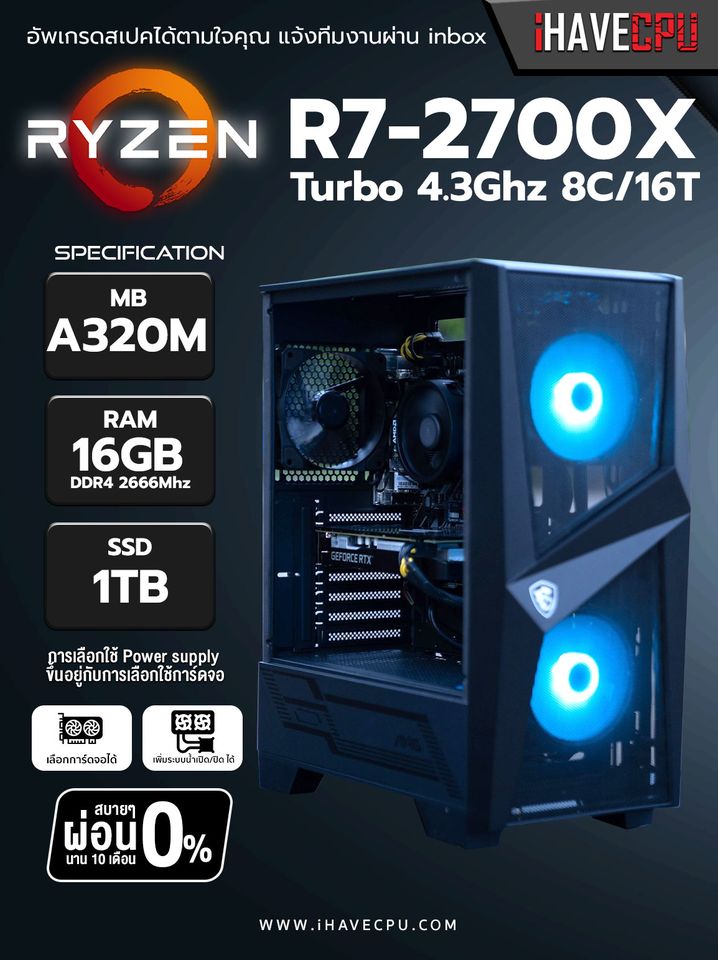 อัพเกรดสเปคได้ตามใจคุณ แจ้งทีมงานผ่าน inbox
iHAVECPU
RYZEN
R7-2700X
Turbo 4.3Ghz 8C/16T
SPECIFICATION
MB
A320M
RAM
16GB
DDR4 2666Mhz
SSD
1TB
GEFORCE RTX
การเลือกใช้ Power supply
ขึ้นอยู่กับการเลือกใช้การ์ดจอ
เลือกการ์ดจอได้
เพิ่มระบบน้ำเปิด/ปิด ได้
สบายๆ
ผ่อน 0%
นาน 10 เดือน
WWW.iHAVECPU.COM